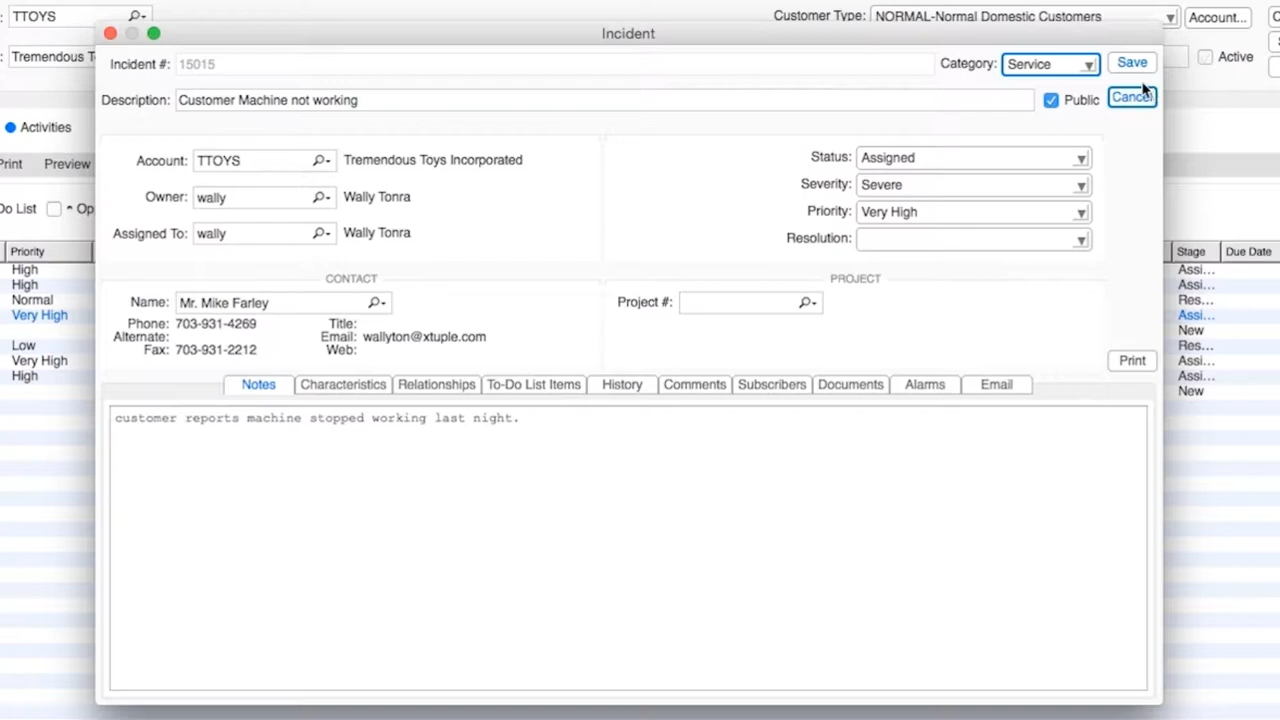 TTOYS
Customer Type: NORMAL-Normal Domestic Customers Account...
Incident
Tremendous T
Active
Incident #: 15015
Category: Service
Save
Description: Customer Machine not working
Public
Cancel
Activities
Print Preview
Do List ^ Op
Priority
High
High
Normal
Very High
Low
Very High
High
Account: TTOYS Tremendous Toys Incorporated
Owner: wally Wally Tonra
Assigned To: wally Wally Tonra
Status: Assigned
Severity: Severe
Priority: Very High
Resolution:
CONTACT
Name: Mr. Mike Farley
Phone: 703-931-4269
Alternate:
Fax: 703-931-2212
Title:
Email: wallyton@xtuple.com
Web:
PROJECT
Project #:
Print
Notes Characteristics Relationships To-Do List Items History Comments Subscribers Documents Alarms Email
customer reports machine stopped working last night.
Stage Due Date
Assi...
Assi...
Res...
Assi...
New
Res...
Assi...
Assi...
New